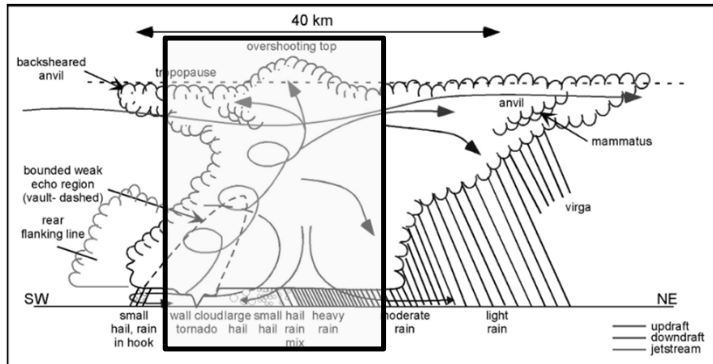 40 km
overshooting top
backsheared
anvil
tropopause
anvil
mammatus
bounded weak
echo region
(vault- dashed)
virga
rear
flanking line
SW
NE
small
hail, rain
in hook
wall cloud
tornado
large
hail
small
hail
hail
rain
mix
heavy
rain
moderate
rain
light
rain
updraft
downdraft
jetstream